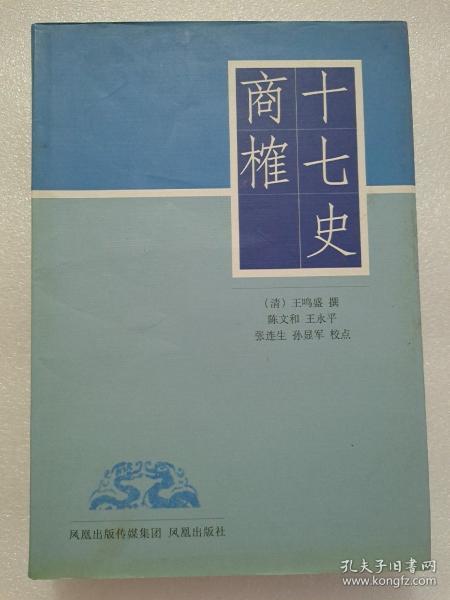 十七史
商榷
（清）王鸣盛 撰
陈文和 王永平
张连生 孙显军 校点
凤凰出版传媒集团 凤凰出版社
孔夫子旧书网
www.kongfz.com